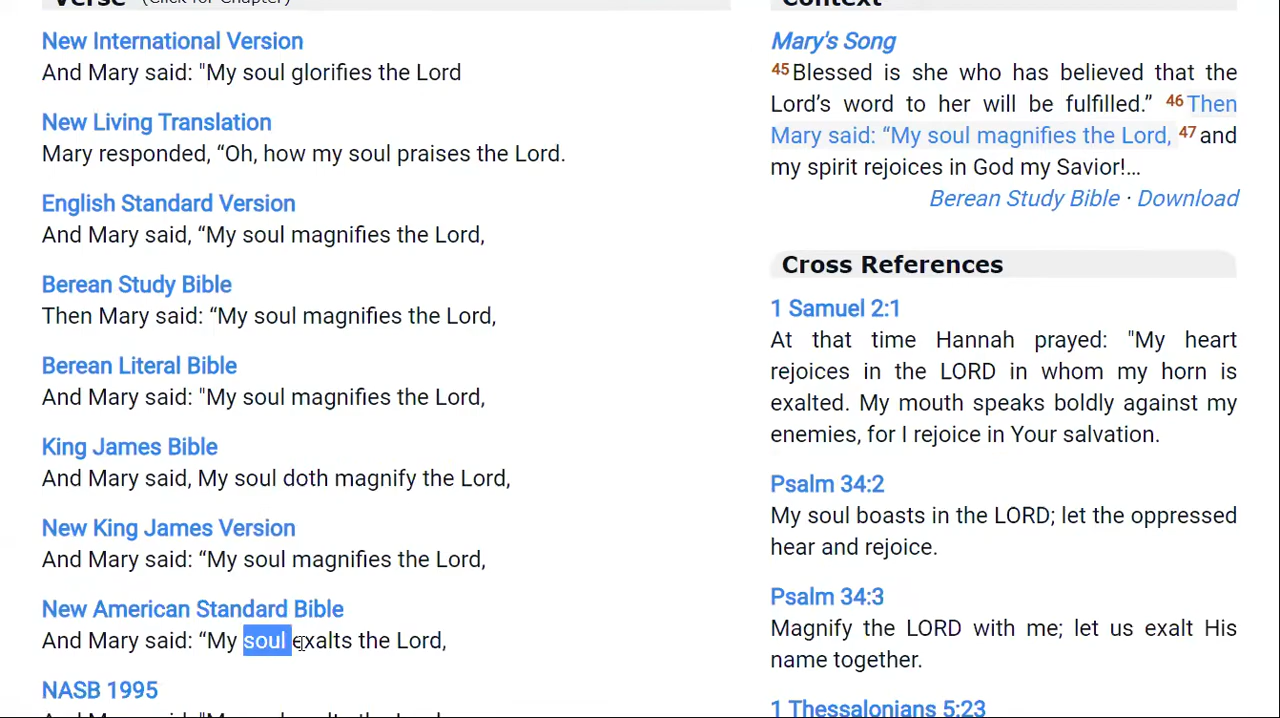 Verse (Click for Chapter)
New International Version
And Mary said: "My soul glorifies the Lord
New Living Translation
Mary responded, “Oh, how my soul praises the Lord.
English Standard Version
And Mary said, “My soul magnifies the Lord,
Berean Study Bible
Then Mary said: “My soul magnifies the Lord,
Berean Literal Bible
And Mary said: "My soul magnifies the Lord,
King James Bible
And Mary said, My soul doth magnify the Lord,
New King James Version
And Mary said: “My soul magnifies the Lord,
New American Standard Bible
And Mary said: “My soul exalts the Lord,
NASB 1995
Context
Mary's Song
45 Blessed is she who has believed that the
Lord’s word to her will be fulfilled.” 46 Then
Mary said: “My soul magnifies the Lord, 47 and
my spirit rejoices in God my Savior!…
Berean Study Bible · Download
Cross References
1 Samuel 2:1
At that time Hannah prayed: "My heart
rejoices in the LORD in whom my horn is
exalted. My mouth speaks boldly against my
enemies, for I rejoice in Your salvation.
Psalm 34:2
My soul boasts in the LORD; let the oppressed
hear and rejoice.
Psalm 34:3
Magnify the LORD with me; let us exalt His
name together.
1 Thessalonians 5:23